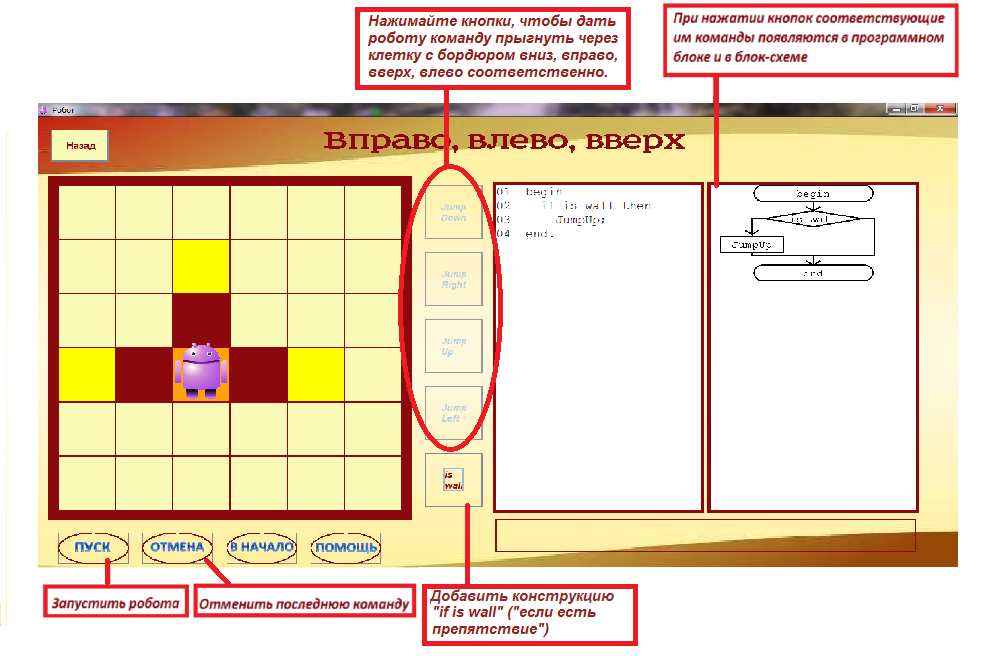 Нажимайте кнопки, чтобы дать
роботу команду прыгнуть через
клетку с бордюром вниз, вправо,
вверх, влево соответственно.
При нажатии кнопок соответствующие
им команды появляются в программном
блоке и в блок-схеме
Робот
Назад
Вправо, влево, вверх
Jump
Down
Jump
Right
Jump
Up
Jump
Left
is
wall
01 begin
02 if is wall then
03 JumpUp;
04 end.
begin
is wall
JumpUp
end
ПУСК
ОТМЕНА
В НАЧАЛО
ПОМОЩЬ
Запустить робота
Отменить последнюю команду
Добавить конструкцию
"if is wall" ("если есть
препятствие")